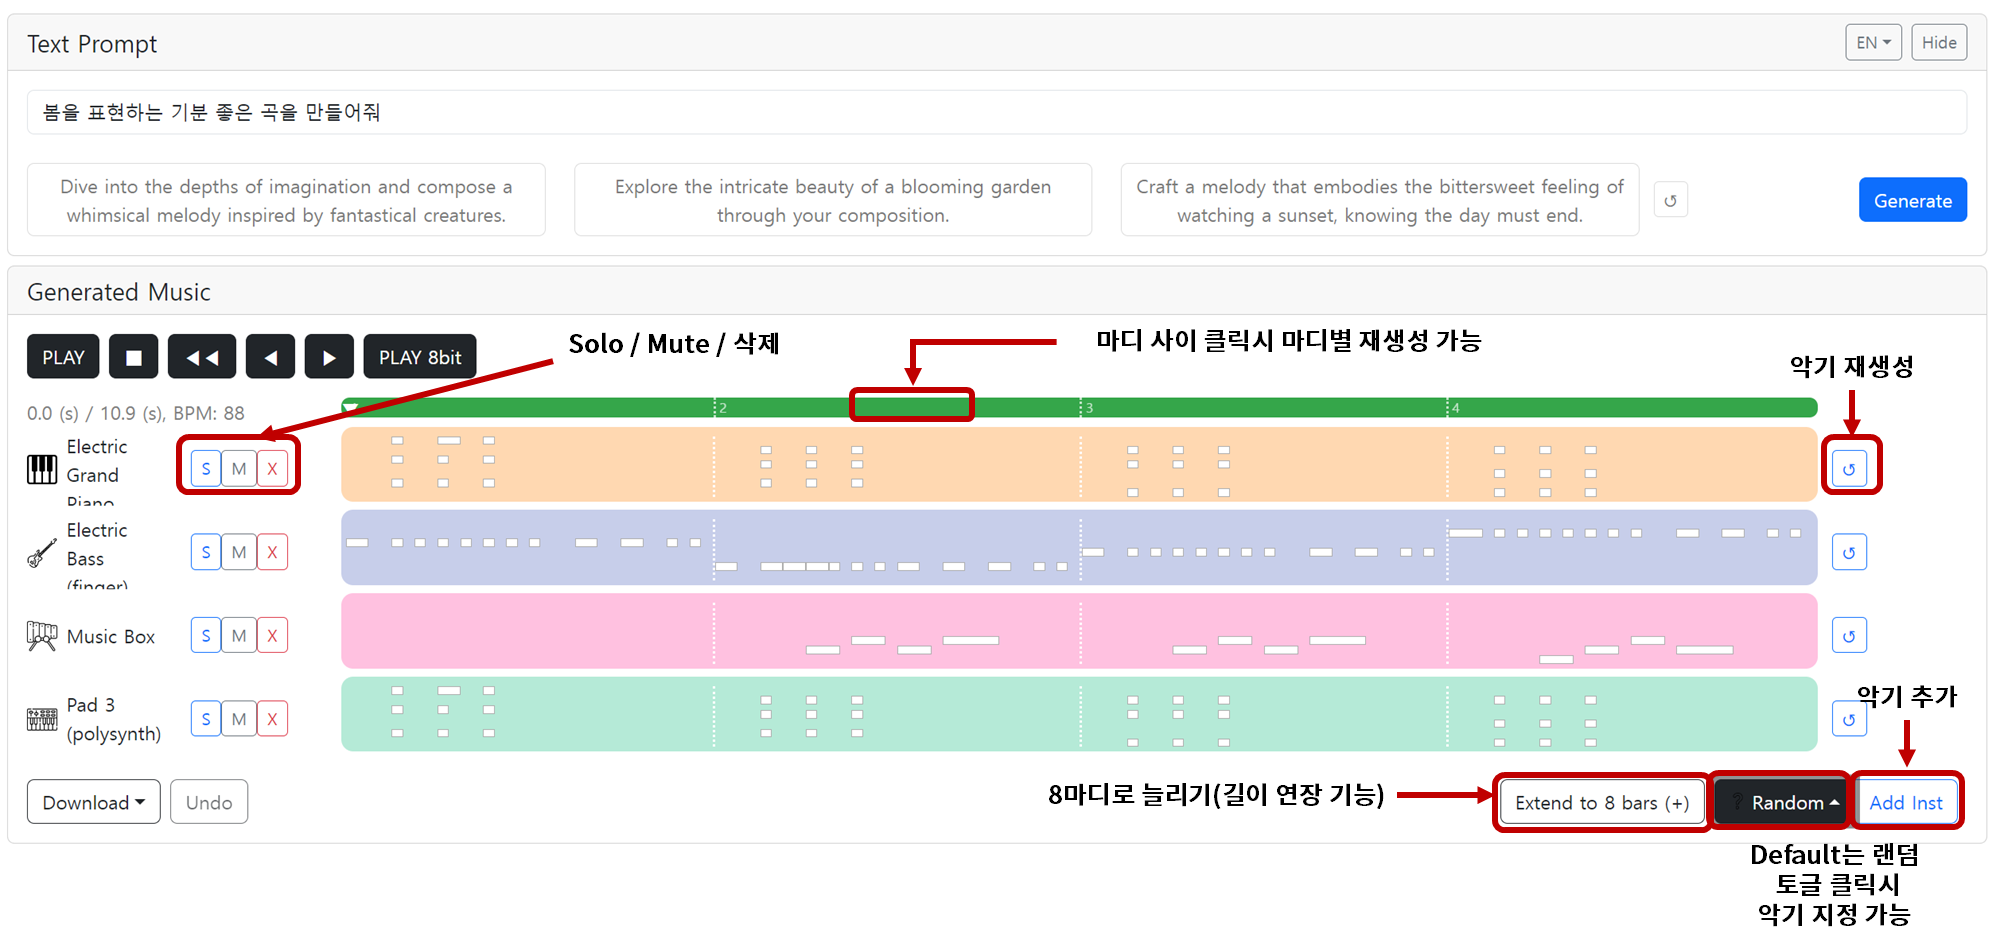 Text Prompt
EN
Hide
봄을 표현하는 기분 좋은 곡을 만들어줘
Dive into the depths of imagination and compose a
whimsical melody inspired by fantastical creatures.
Explore the intricate beauty of a blooming garden
through your composition.
Craft a melody that embodies the bittersweet feeling of
watching a sunset, knowing the day must end.
Generate
Generated Music
PLAY
PLAY 8bit
Solo / Mute / 삭제
마디 사이 클릭시 마디별 재생성 가능
악기 재생성
0.0 (s) / 10.9 (s), BPM: 88
2
3
4
Electric
Grand
Piano
S M X
Electric
Bass
(finger)
S M X
Music Box
S M X
Pad 3
(polysynth)
S M X
악기 추가
8마디로 늘리기(길이 연장 기능)
Download
Undo
Extend to 8 bars (+)
? Random
Add Inst
Default는 랜덤
토글 클릭시
악기 지정 가능